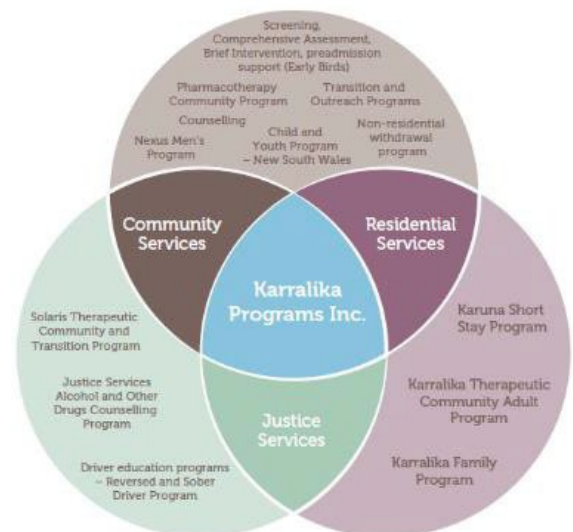 Screening,
Comprehensive Assessment,
Brief Intervention, preadmission
support (Early Birds)
Pharmacotherapy
Community Program
Transition and
Outreach Programs
Counselling
Nexus Men's
Program
Child and
Youth Program
– New South Wales
Non-residential
withdrawal
program
Community
Services
Residential
Services
Karralika
Programs Inc.
Solaris Therapeutic
Community and
Transition Program
Justice Services
Alcohol and Other
Drugs Counselling
Program
Driver education programs
– Reversed and Sober
Driver Program
Justice
Services
Karuna Short
Stay Program
Karralika Therapeutic
Community Adult
Program
Karralika Family
Program